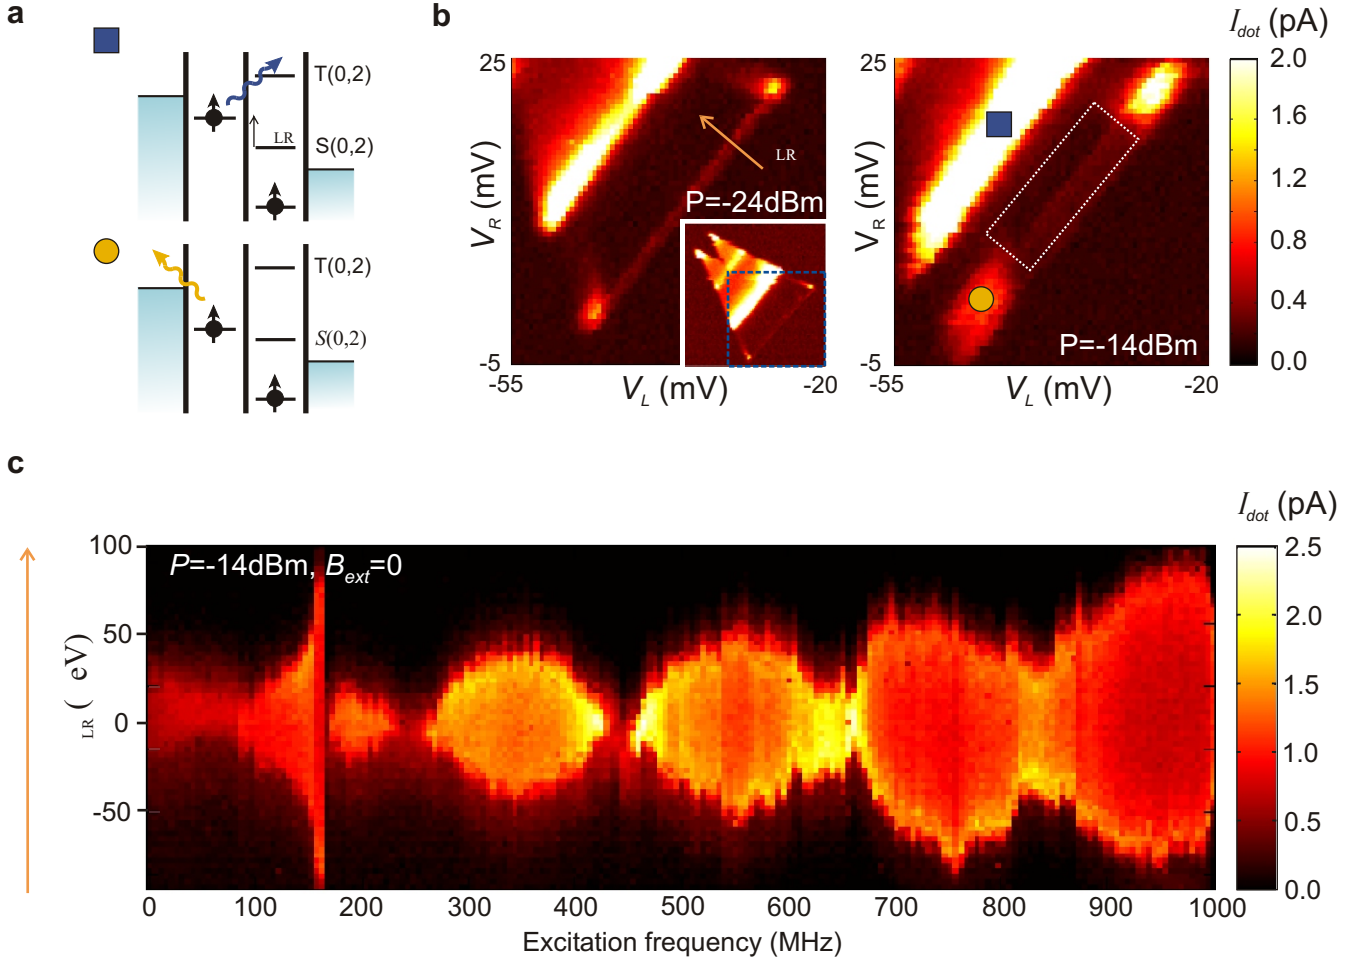 a
T(0,2)
LR
S(0,2)
T(0,2)
S(0,2)
b
25
V_R (mV)
-5
-55
V_L (mV)
-20
LR
P=-24dBm
25
V_R (mV)
-5
-55
V_L (mV)
-20
P=-14dBm
I_dot (pA)
2.0
1.6
1.2
0.8
0.4
0.0
c
P=-14dBm, B_ext=0
100
50
0
-50
LR ( eV)
0
100
200
300
400
500
600
700
800
900
1000
Excitation frequency (MHz)
I_dot (pA)
2.5
2.0
1.5
1.0
0.5
0.0